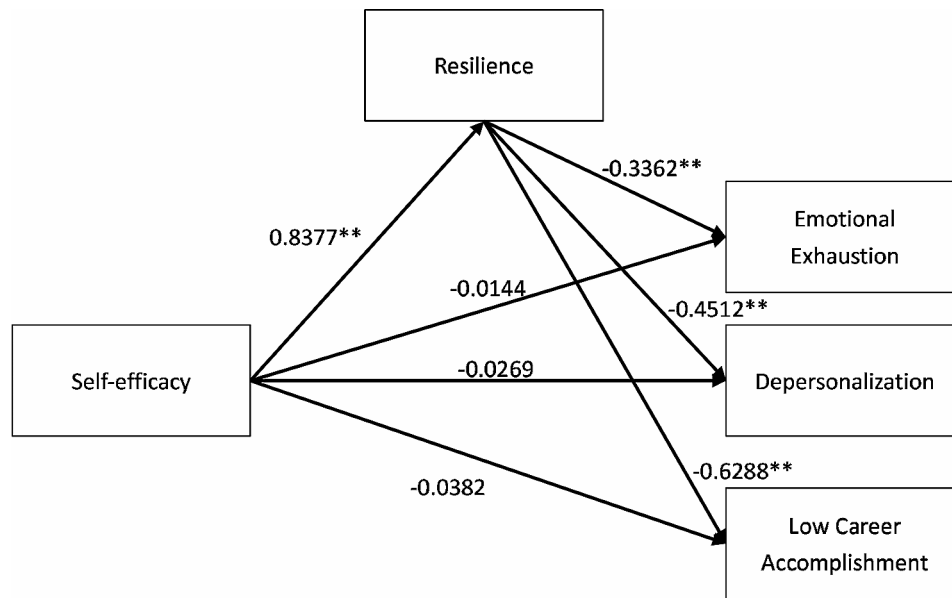 Resilience
-0.3362**
Emotional
Exhaustion
0.8377**
-0.0144
-0.4512**
Self-efficacy
-0.0269
Depersonalization
-0.6288**
-0.0382
Low Career
Accomplishment